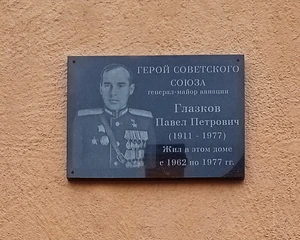 ГЕРОЙ СОВЕТСКОГО
СОЮЗА
генерал-майор авиации
Глазков
Павел Петрович
(1911 - 1977)
Жил в этом доме
с 1962 по 1977 гг.